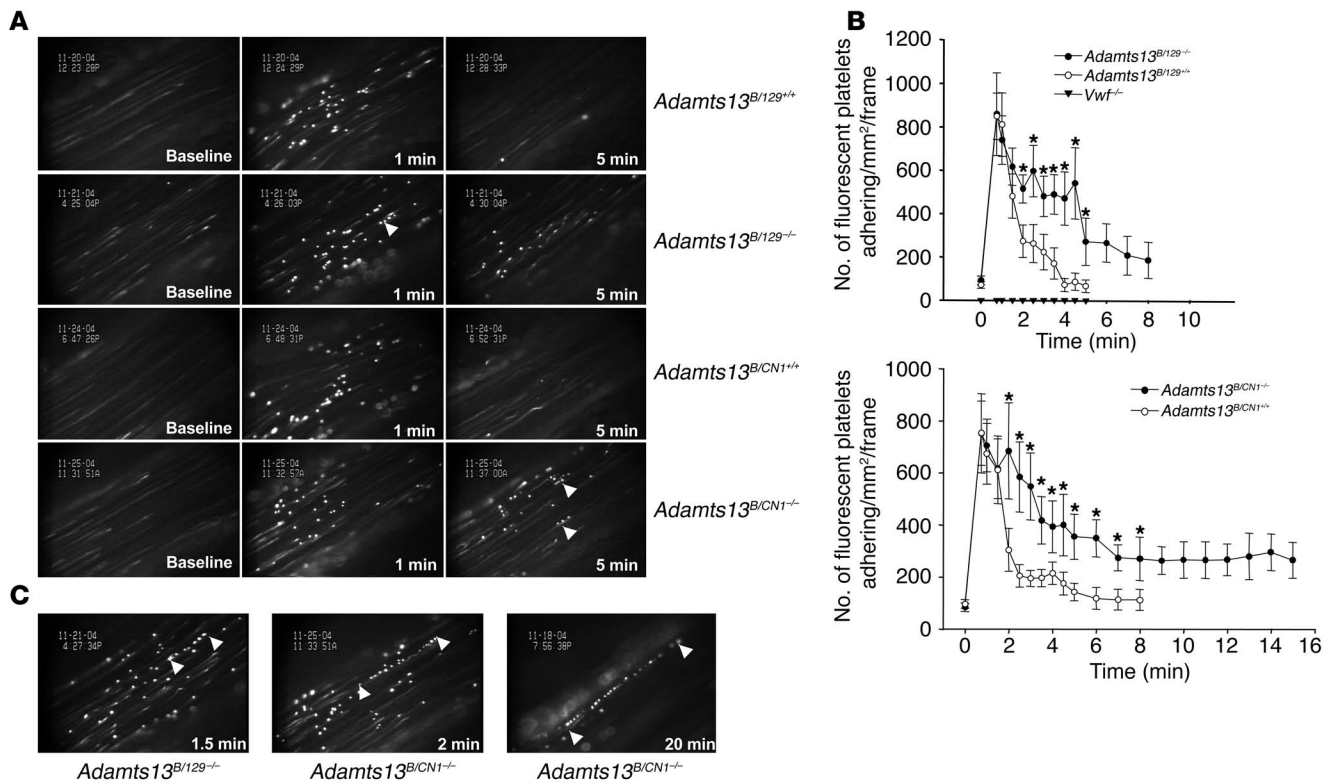 A
11-20-04
12 23 28P
Baseline
11-20-04
12 24 29P
1 min
11-20-04
12 28 33P
5 min
Adamts13B/129+/+
11-21-04
4 25 04P
Baseline
11-21-04
4 26 03P
1 min
11-21-04
4 30 04P
5 min
Adamts13B/129−/−
11-24-04
6 47 26P
Baseline
11-24-04
6 48 31P
1 min
11-24-04
6 52 31P
5 min
Adamts13B/CN1+/+
11-25-04
11 31 51A
Baseline
11-25-04
11 32 57A
1 min
11-25-04
11 37 00A
5 min
Adamts13B/CN1−/−
B
No. of fluorescent platelets
adhering/mm2/frame
1200
1000
800
600
400
200
0
Adamts13B/129−/−
Adamts13B/129+/+
Vwf−/−
* * * * * * * *
0 2 4 6 8 10
Time (min)
No. of fluorescent platelets
adhering/mm2/frame
1000
800
600
400
200
0
Adamts13B/CN1−/−
Adamts13B/CN1+/+
* * * * * * * * * *
0 2 4 6 8 10 12 14 16
Time (min)
C
11-21-04
4 27 34P
1.5 min
Adamts13B/129−/−
11-25-04
11 33 51A
2 min
Adamts13B/CN1−/−
11-18-04
7 56 38P
20 min
Adamts13B/CN1−/−